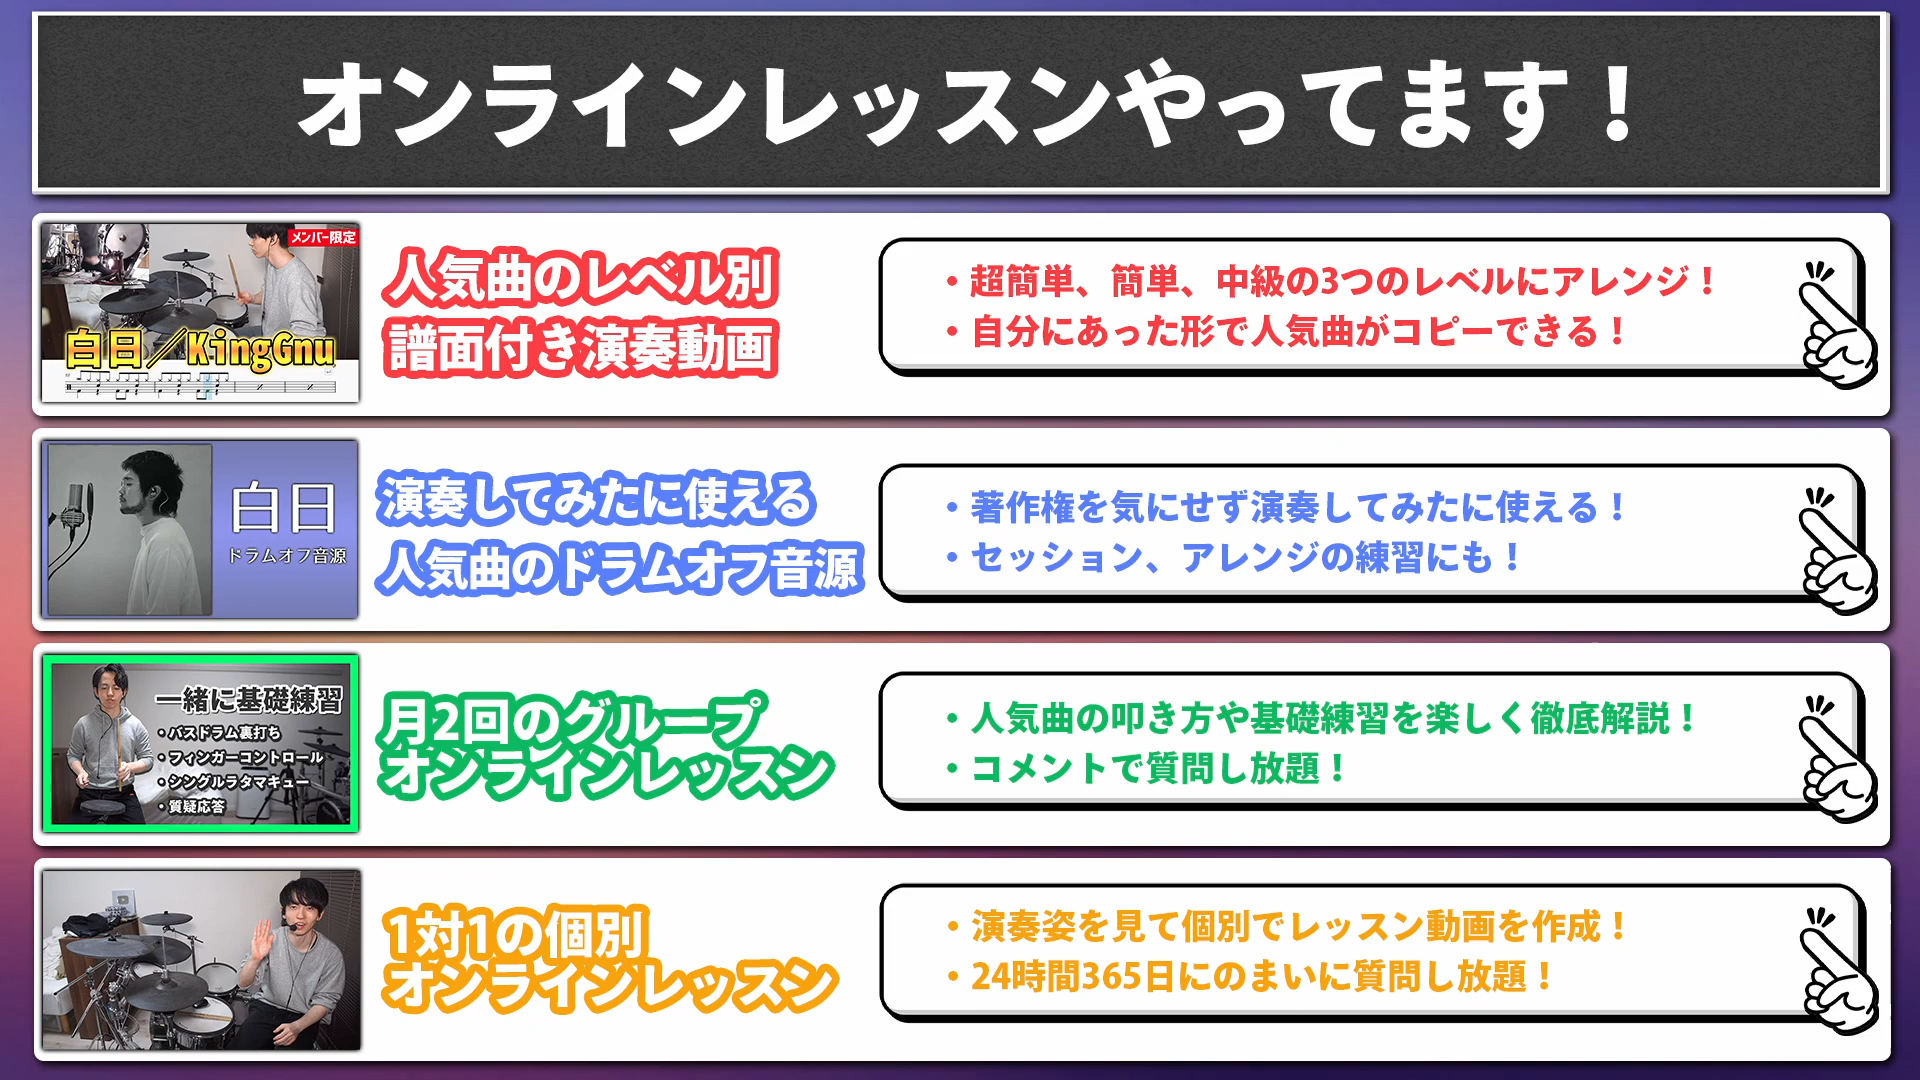 オンラインレッスンやってます！
メンバー限定
白日／KingGnu
人気曲のレベル別
譜面付き演奏動画
・超簡単、簡単、中級の3つのレベルにアレンジ！
・自分にあった形で人気曲がコピーできる！
白日
ドラムオフ音源
演奏してみたに使える
人気曲のドラムオフ音源
・著作権を気にせず演奏してみたに使える！
・セッション、アレンジの練習にも！
一緒に基礎練習
・バスドラム裏打ち
・フィンガーコントロール
・シングルラタマキュー
・質疑応答
月2回のグループ
オンラインレッスン
・人気曲の叩き方や基礎練習を楽しく徹底解説！
・コメントで質問し放題！
1対1の個別
オンラインレッスン
・演奏姿を見て個別でレッスン動画を作成！
・24時間365日にのまいに質問し放題！